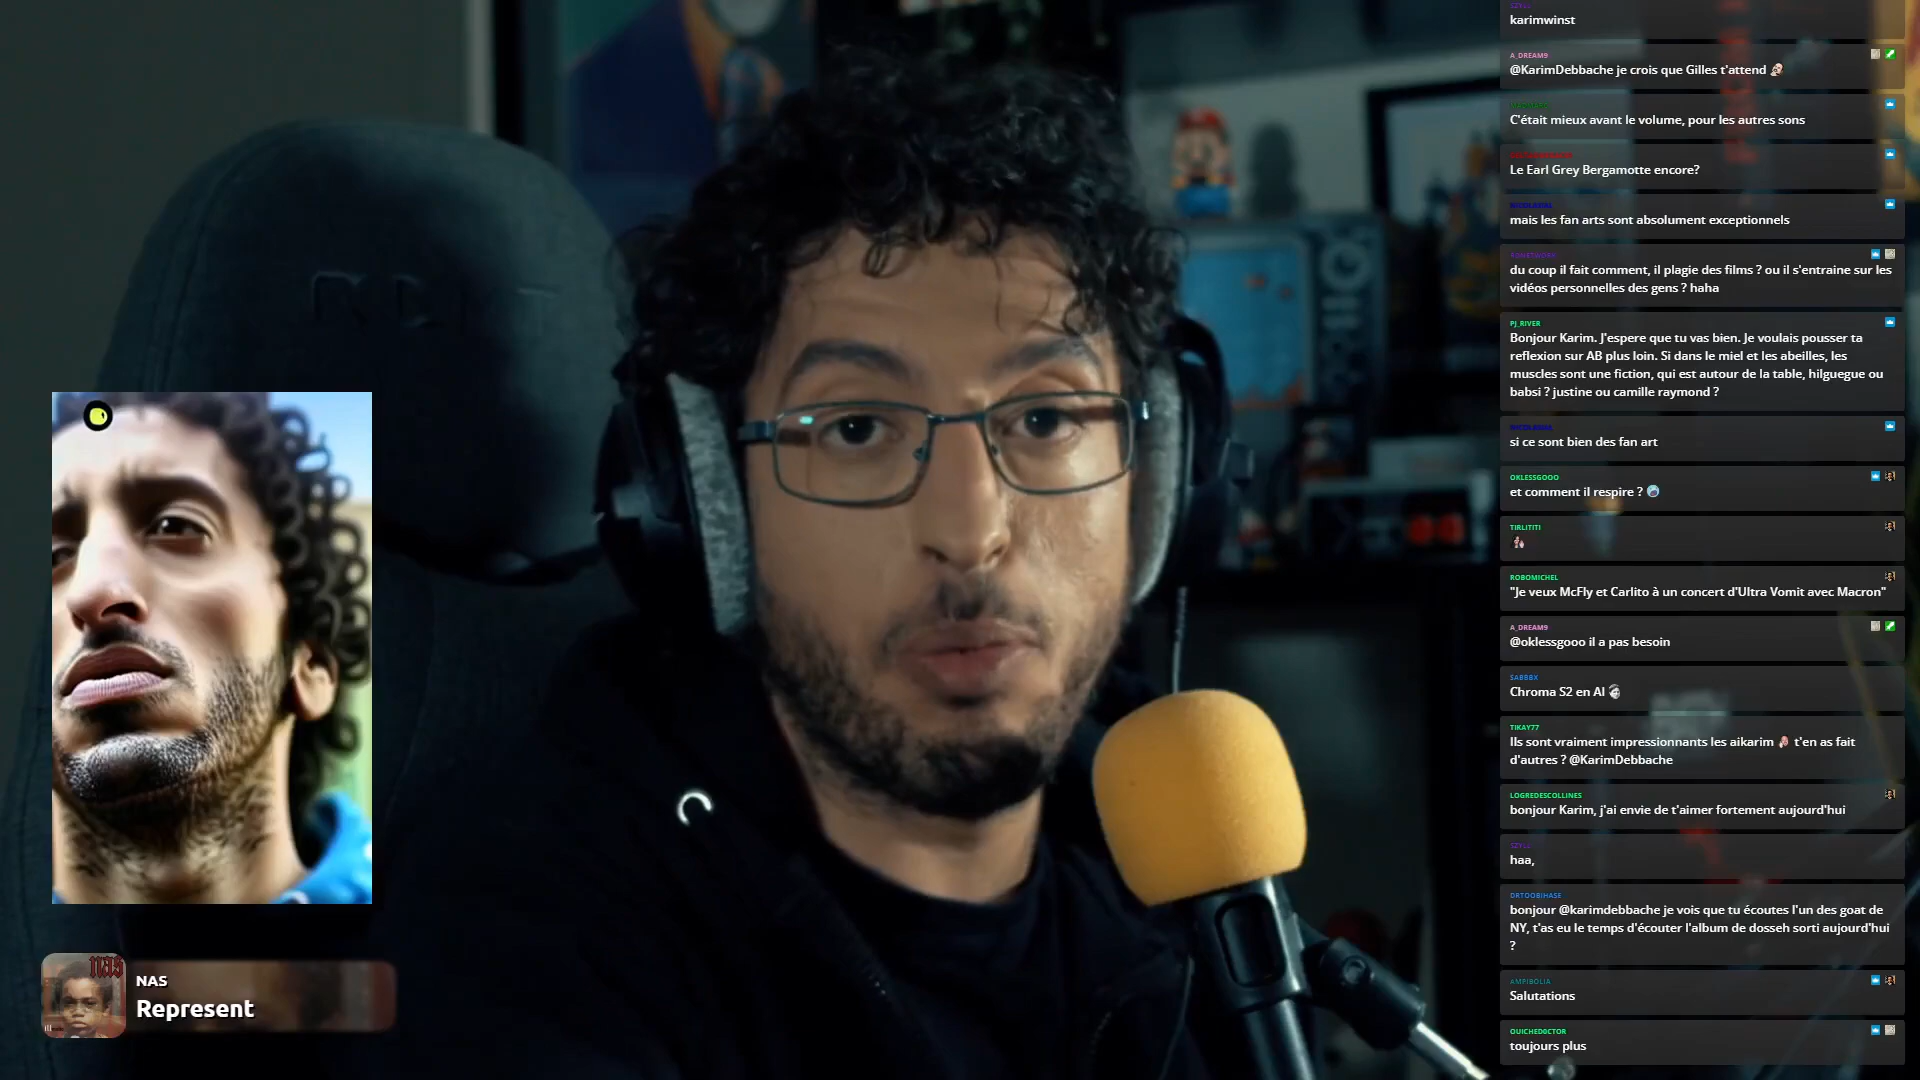 nas
ill
NAS
Represent
SZYLL
karimwinst
A_DREAM9
@KarimDebbache je crois que Gilles t'attend
C'était mieux avant le volume, pour les autres sons
Le Earl Grey Bergamotte encore?
mais les fan arts sont absolument exceptionnels
du coup il fait comment, il plagie des films ? ou il s'entraine sur les
vidéos personnelles des gens ? haha
PJ_RIVER
Bonjour Karim. J'espere que tu vas bien. Je voulais pousser ta
reflexion sur AB plus loin. Si dans le miel et les abeilles, les
muscles sont une fiction, qui est autour de la table, hilguegue ou
babsi ? justine ou camille raymond ?
si ce sont bien des fan art
OKLESSGOOO
et comment il respire ?
TIRLITITI
ROBOMICHEL
"Je veux McFly et Carlito à un concert d'Ultra Vomit avec Macron"
A_DREAM9
@oklessgooo il a pas besoin
SABBBX
Chroma S2 en AI
TIKAY77
Ils sont vraiment impressionnants les aikarim t'en as fait
d'autres ? @KarimDebbache
LOGREDESCOLLINES
bonjour Karim, j'ai envie de t'aimer fortement aujourd'hui
SZYLL
haa,
DRTOOBIHASE
bonjour @karimdebbache je vois que tu écoutes l'un des goat de
NY, t'as eu le temps d'écouter l'album de dosseh sorti aujourd'hui
?
AMFIBOLIA
Salutations
OUICHED0CTOR
toujours plus